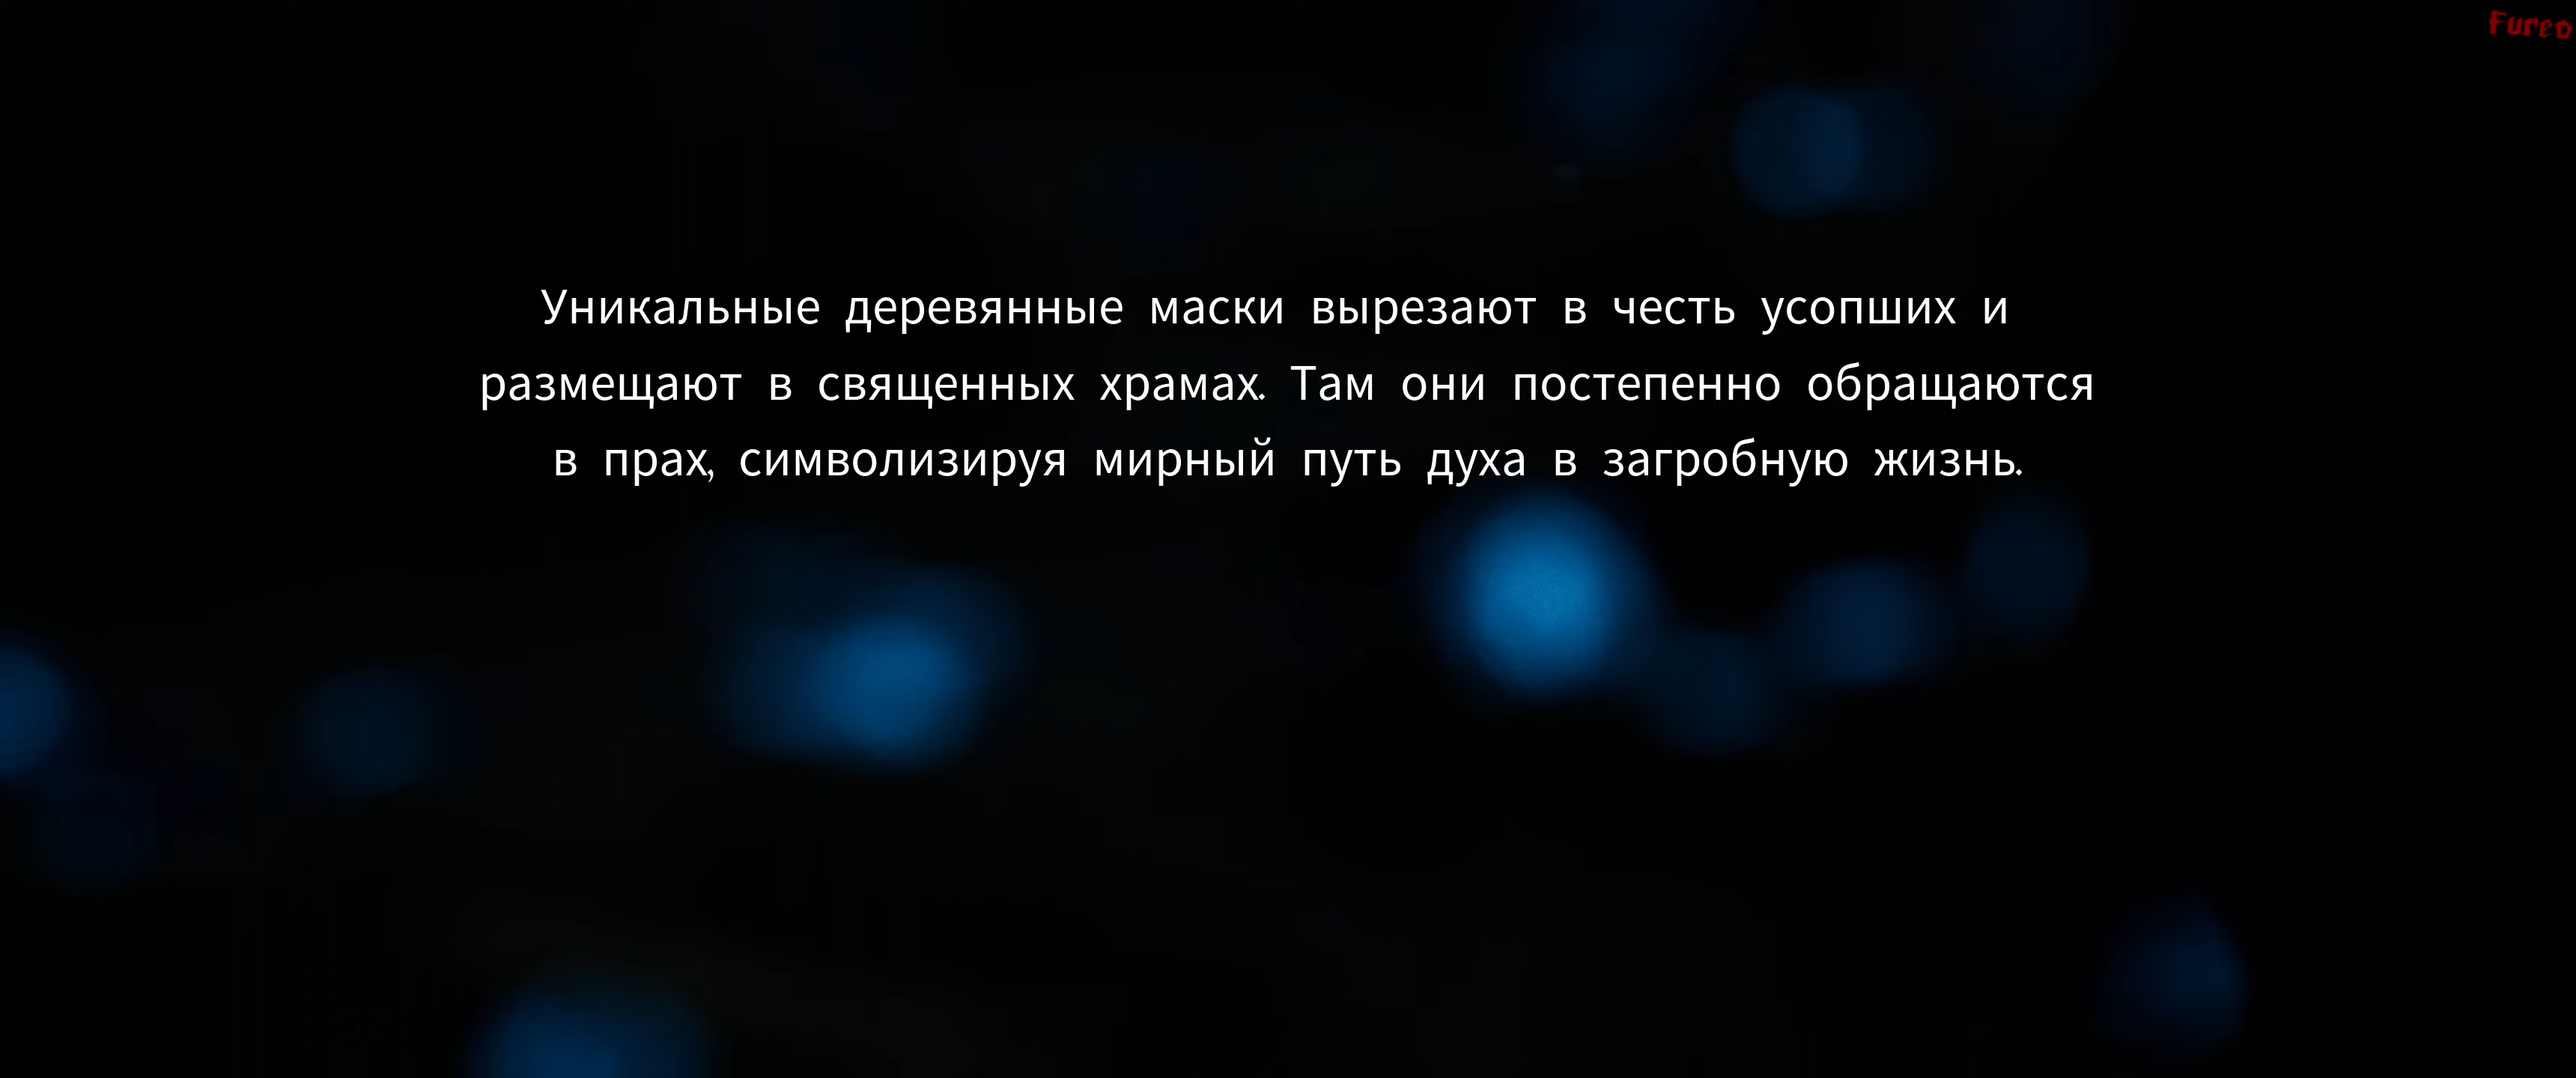 Fureo
Уникальные деревянные маски вырезают в честь усопших и
размещают в священных храмах. Там они постепенно обращаются
в прах, символизируя мирный путь духа в загробную жизнь.